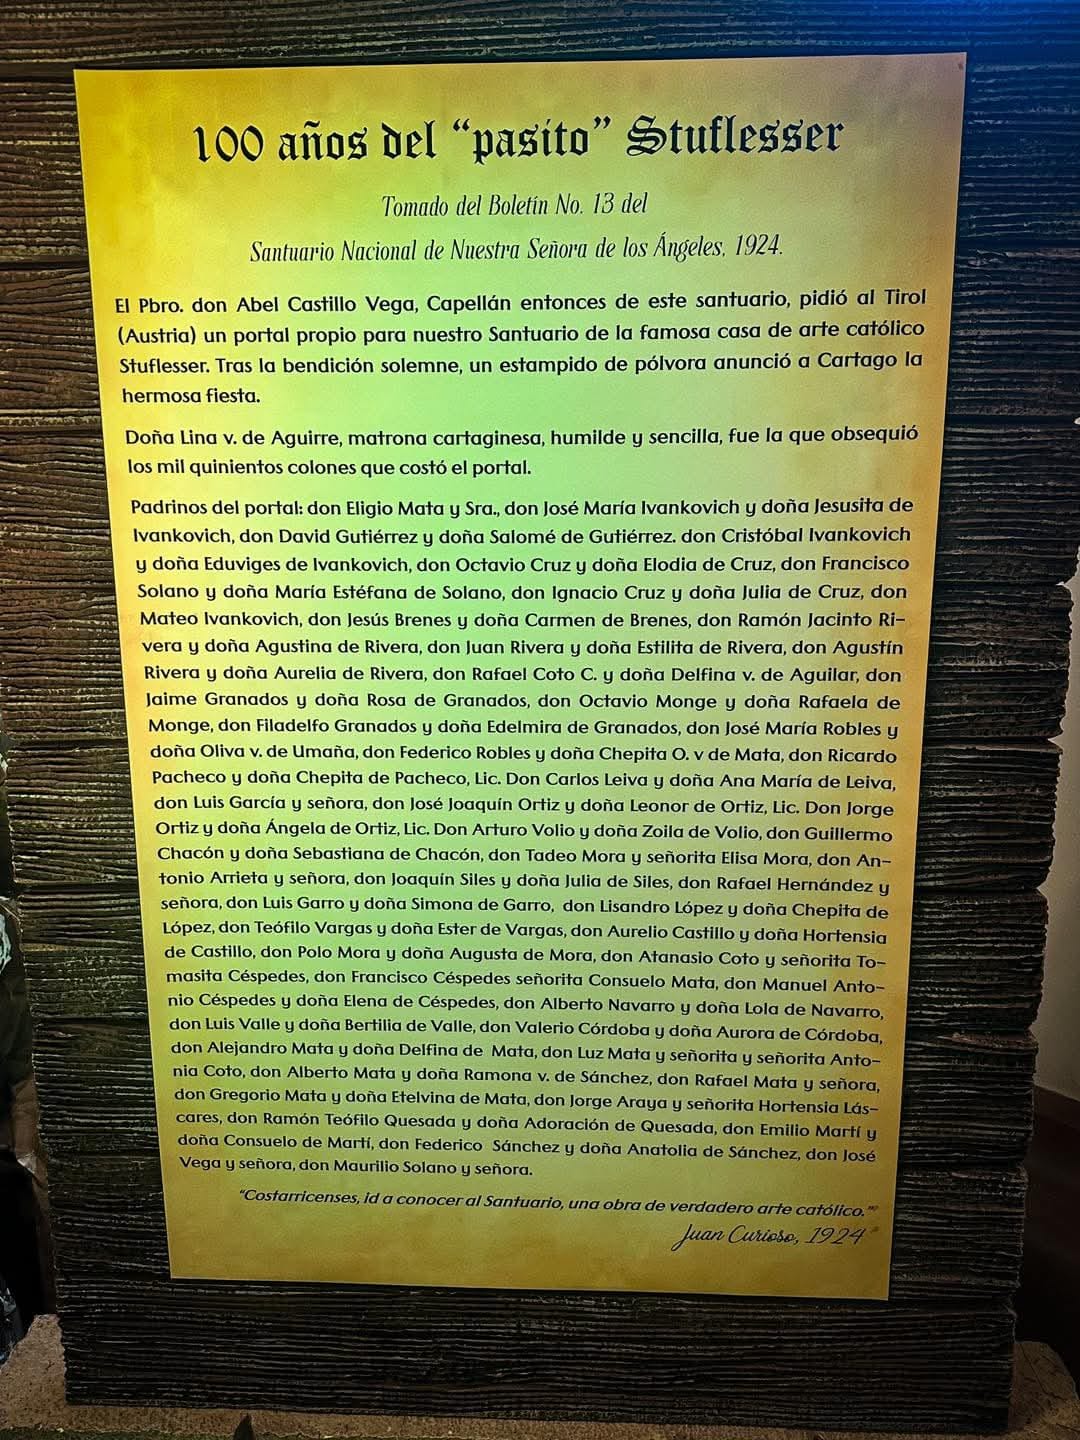 100 años del “pasito” Stuflesser
Tomado del Boletín No. 13 del
Santuario Nacional de Nuestra Señora de los Ángeles, 1924.
El Pbro. don Abel Castillo Vega, Capellán entonces de este santuario, pidió al Tirol
(Austria) un portal propio para nuestro Santuario de la famosa casa de arte católico
Stuflesser. Tras la bendición solemne, un estampido de pólvora anunció a Cartago la
hermosa fiesta.
Doña Lina v. de Aguirre, matrona cartaginesa, humilde y sencilla, fue la que obsequió
los mil quinientos colones que costó el portal.
Padrinos del portal: don Eligio Mata y Sra., don José María Ivankovich y doña Jesusita de
Ivankovich, don David Gutiérrez y doña Salomé de Gutiérrez. don Cristóbal Ivankovich
y doña Eduviges de Ivankovich, don Octavio Cruz y doña Elodia de Cruz, don Francisco
Solano y doña María Estéfana de Solano, don Ignacio Cruz y doña Julia de Cruz, don
Mateo Ivankovich, don Jesús Brenes y doña Carmen de Brenes, don Ramón Jacinto Ri-
vera y doña Agustina de Rivera, don Juan Rivera y doña Estilita de Rivera, don Agustín
Rivera y doña Aurelia de Rivera, don Rafael Coto C. y doña Delfina v. de Aguilar, don
Jaime Granados y doña Rosa de Granados, don Octavio Monge y doña Rafaela de
Monge, don Filadelfo Granados y doña Edelmira de Granados, don José María Robles y
doña Oliva v. de Umaña, don Federico Robles y doña Chepita O. v de Mata, don Ricardo
Pacheco y doña Chepita de Pacheco, Lic. Don Carlos Leiva y doña Ana María de Leiva,
don Luis García y señora, don José Joaquín Ortiz y doña Leonor de Ortiz, Lic. Don Jorge
Ortiz y doña Ángela de Ortiz, Lic. Don Arturo Volio y doña Zoila de Volio, don Guillermo
Chacón y doña Sebastiana de Chacón, don Tadeo Mora y señorita Elisa Mora, don An-
tonio Arrieta y señora, don Joaquín Siles y doña Julia de Siles, don Rafael Hernández y
señora, don Luis Garro y doña Simona de Garro, don Lisandro López y doña Chepita de
López, don Teófilo Vargas y doña Ester de Vargas, don Aurelio Castillo y doña Hortensia
de Castillo, don Polo Mora y doña Augusta de Mora, don Atanasio Coto y señorita To-
masita Céspedes, don Francisco Céspedes señorita Consuelo Mata, don Manuel Anto-
nio Céspedes y doña Elena de Céspedes, don Alberto Navarro y doña Lola de Navarro,
don Luis Valle y doña Bertilia de Valle, don Valerio Córdoba y doña Aurora de Córdoba,
don Alejandro Mata y doña Delfina de Mata, don Luz Mata y señorita y señorita Anto-
nia Coto, don Alberto Mata y doña Ramona v. de Sánchez, don Rafael Mata y señora,
don Gregorio Mata y doña Etelvina de Mata, don Jorge Araya y señorita Hortensia Lás-
cares, don Ramón Teófilo Quesada y doña Adoración de Quesada, don Emilio Martí y
doña Consuelo de Martí, don Federico Sánchez y doña Anatolia de Sánchez, don José
Vega y señora, don Maurilio Solano y señora.
“Costarricenses, id a conocer al Santuario, una obra de verdadero arte católico.””
Juan Curioso, 1924”